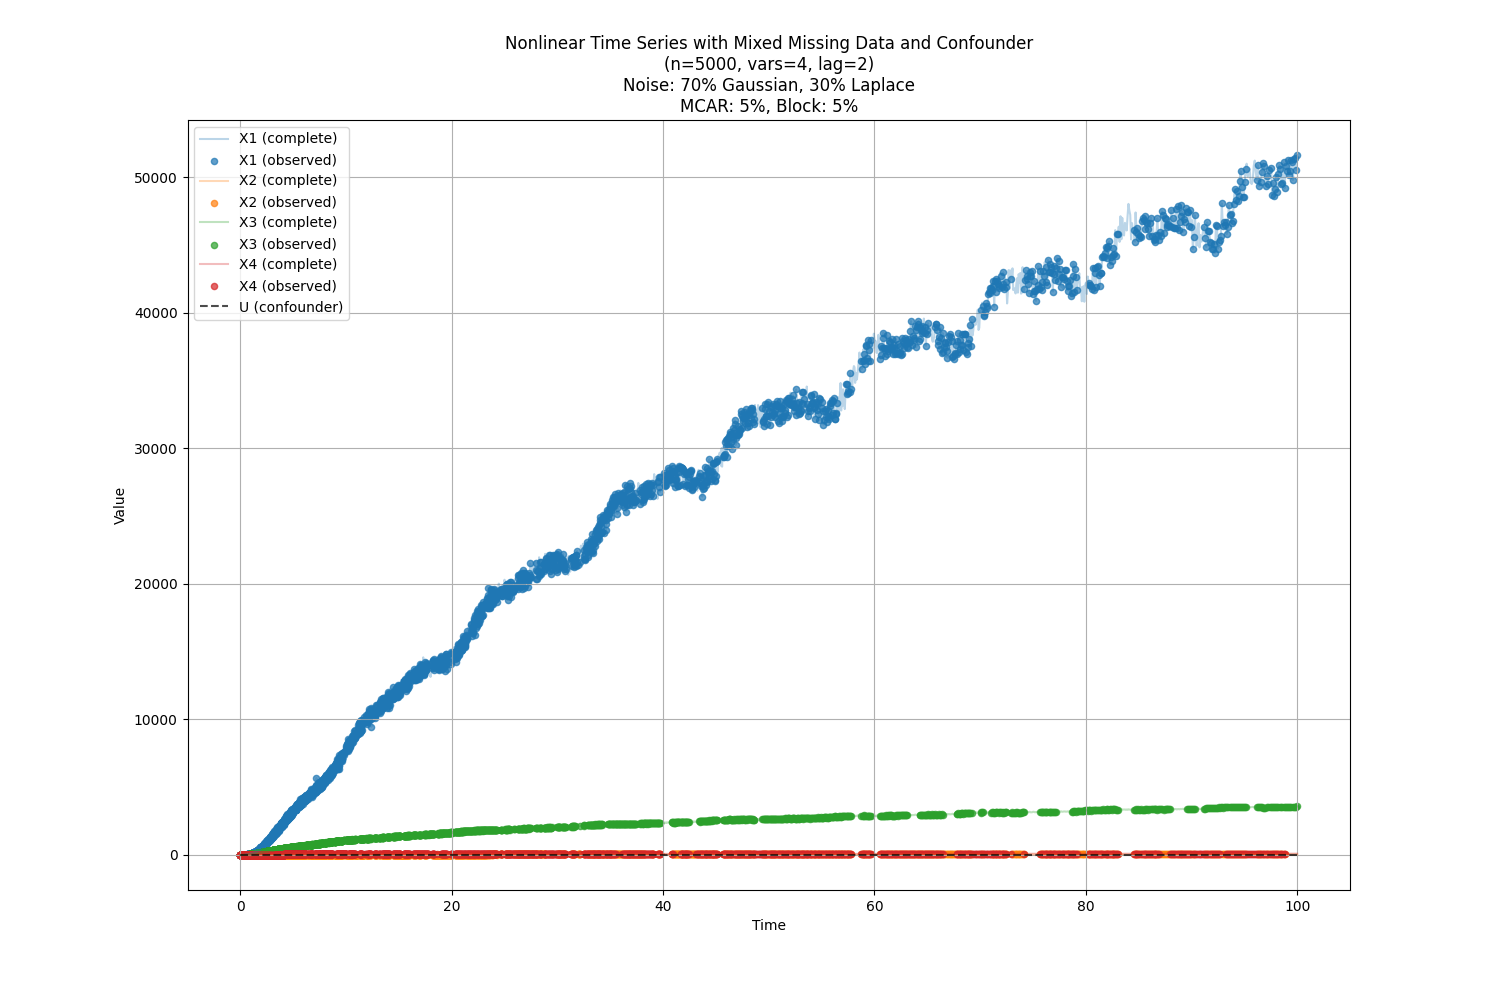 Nonlinear Time Series with Mixed Missing Data and Confounder
(n=5000, vars=4, lag=2)
Noise: 70% Gaussian, 30% Laplace
MCAR: 5%, Block: 5%
X1 (complete)
X1 (observed)
X2 (complete)
X2 (observed)
X3 (complete)
X3 (observed)
X4 (complete)
X4 (observed)
U (confounder)
50000
40000
30000
20000
10000
0
Value
0 20 40 60 80 100
Time